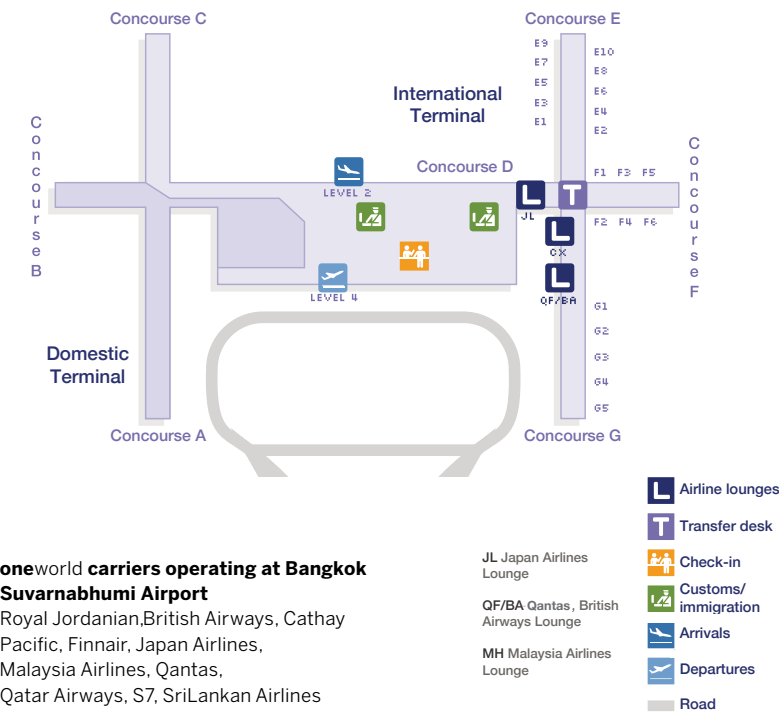 Concourse C
Concourse E
E9
E10
E7
E8
E5
E6
E3
E4
E1
E2
International
Terminal
Concourse B
Concourse D
Concourse F
F1 F3 F5
LEVEL 2
L
T
JL
F2 F4 F6
L
CX
L
QF/BA
LEVEL 4
G1
G2
G3
G4
G5
Domestic
Terminal
Concourse A
Concourse G
L Airline lounges
T Transfer desk
Check-in
Customs/
immigration
Arrivals
Departures
Road
JL Japan Airlines
Lounge
QF/BA Qantas, British
Airways Lounge
MH Malaysia Airlines
Lounge
oneworld carriers operating at Bangkok
Suvarnabhumi Airport
Royal Jordanian,British Airways, Cathay
Pacific, Finnair, Japan Airlines,
Malaysia Airlines, Qantas,
Qatar Airways, S7, SriLankan Airlines